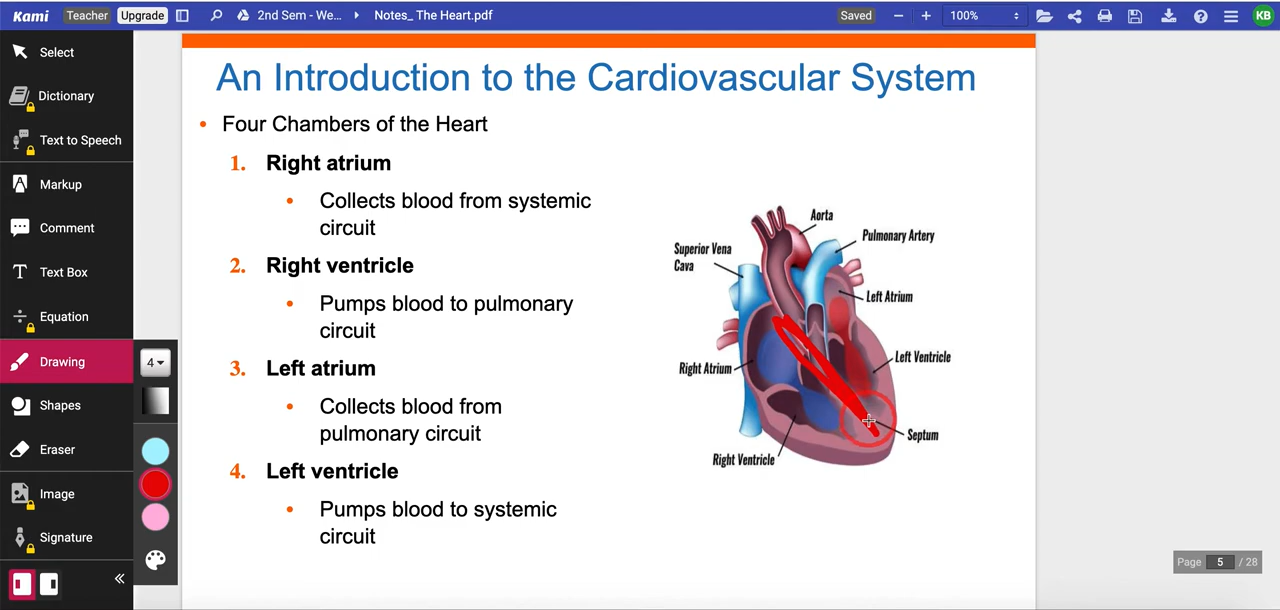 Kami
Teacher
Upgrade
2nd Sem - We...
Notes_ The Heart.pdf
Saved
100%
KB
Select
Dictionary
Text to Speech
Markup
Comment
Text Box
Equation
Drawing
Shapes
Eraser
Image
Signature
4
An Introduction to the Cardiovascular System
• Four Chambers of the Heart
1. Right atrium
• Collects blood from systemic
circuit
2. Right ventricle
• Pumps blood to pulmonary
circuit
3. Left atrium
• Collects blood from
pulmonary circuit
4. Left ventricle
• Pumps blood to systemic
circuit
Aorta
Pulmonary Artery
Superior Vena
Cava
Left Atrium
Left Ventricle
Right Atrium
Septum
Right Ventricle
Page 5 / 28